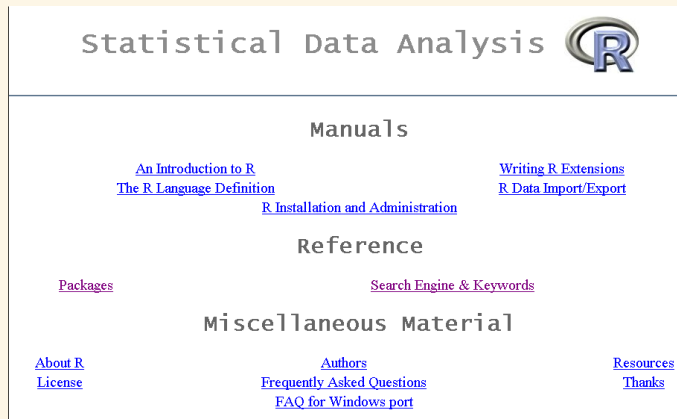 Statistical Data Analysis R
Manuals
An Introduction to R Writing R Extensions
The R Language Definition R Data Import/Export
R Installation and Administration
Reference
Packages Search Engine & Keywords
Miscellaneous Material
About R Authors Resources
License Frequently Asked Questions Thanks
FAQ for Windows port